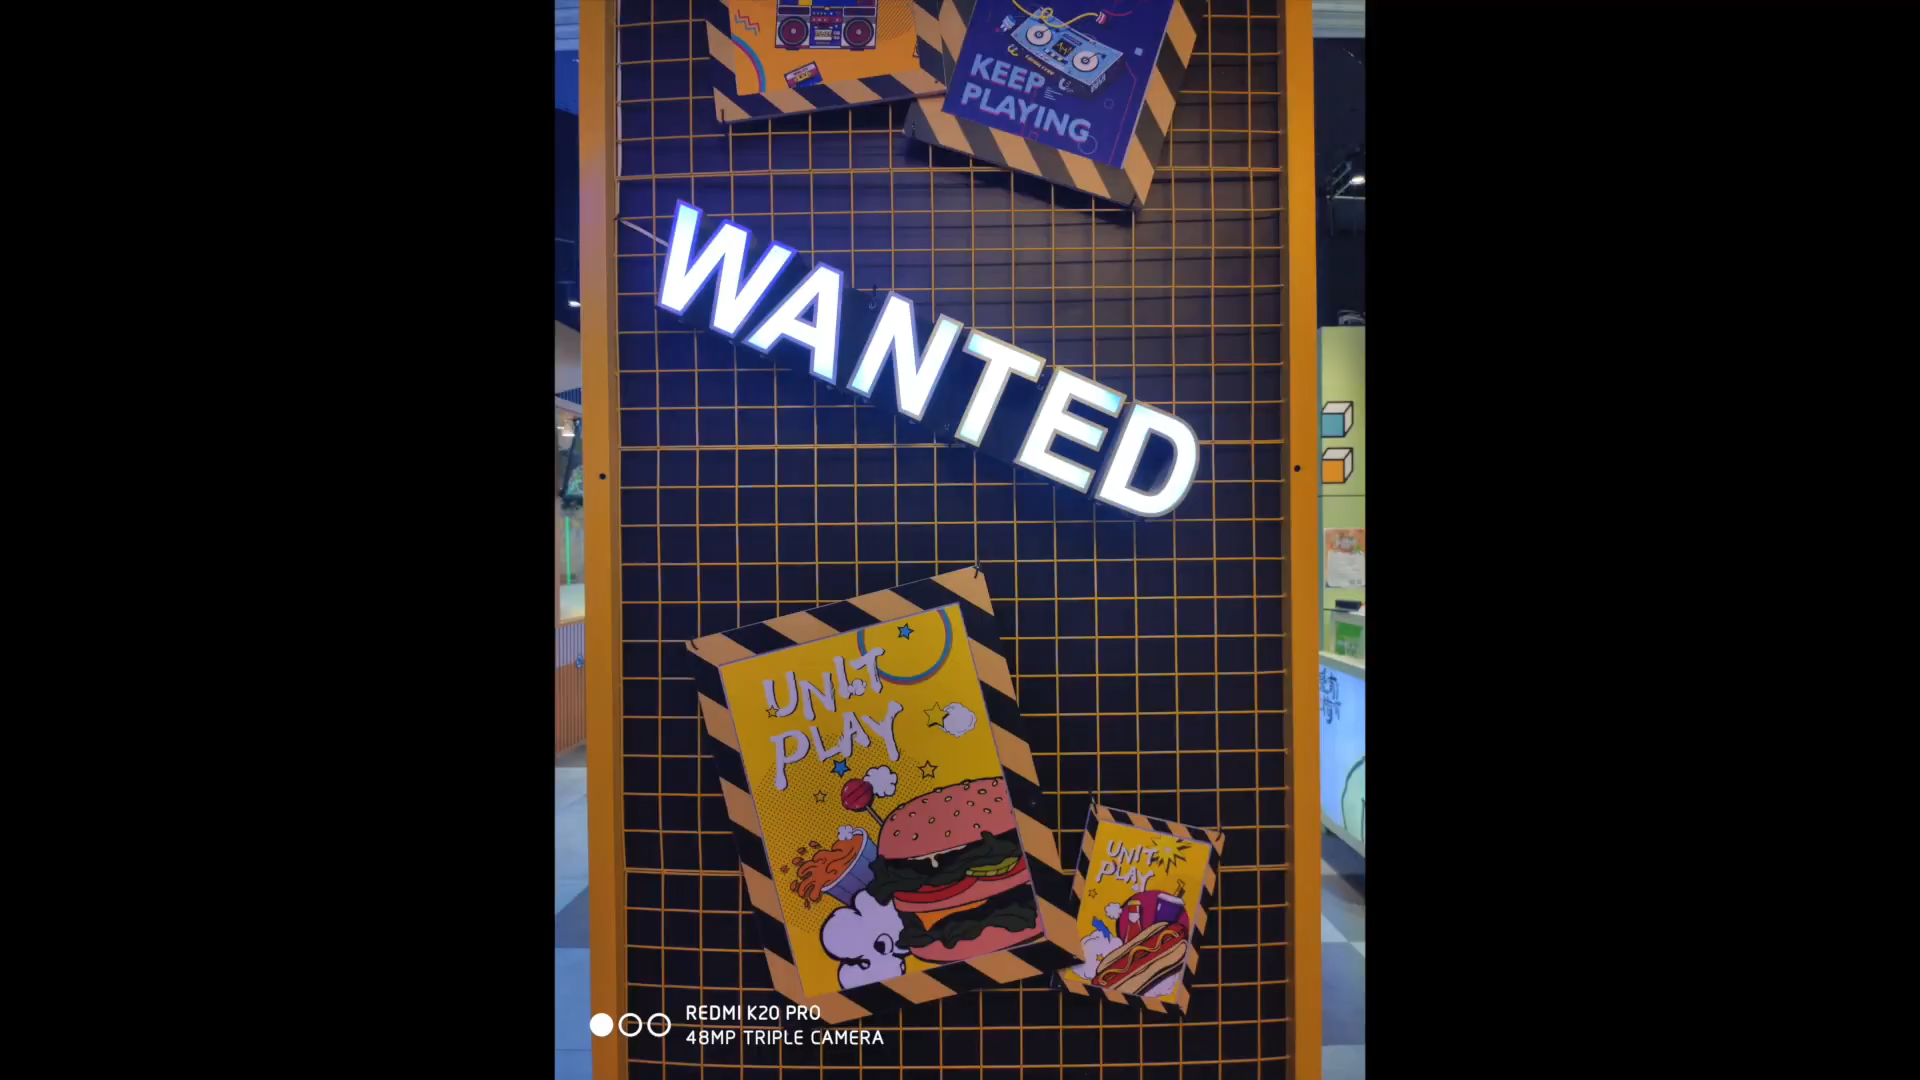 KEEP
PLAYING
WANTED
UNIT
PLAY
UNIT
PLAY
REDMI K20 PRO
48MP TRIPLE CAMERA